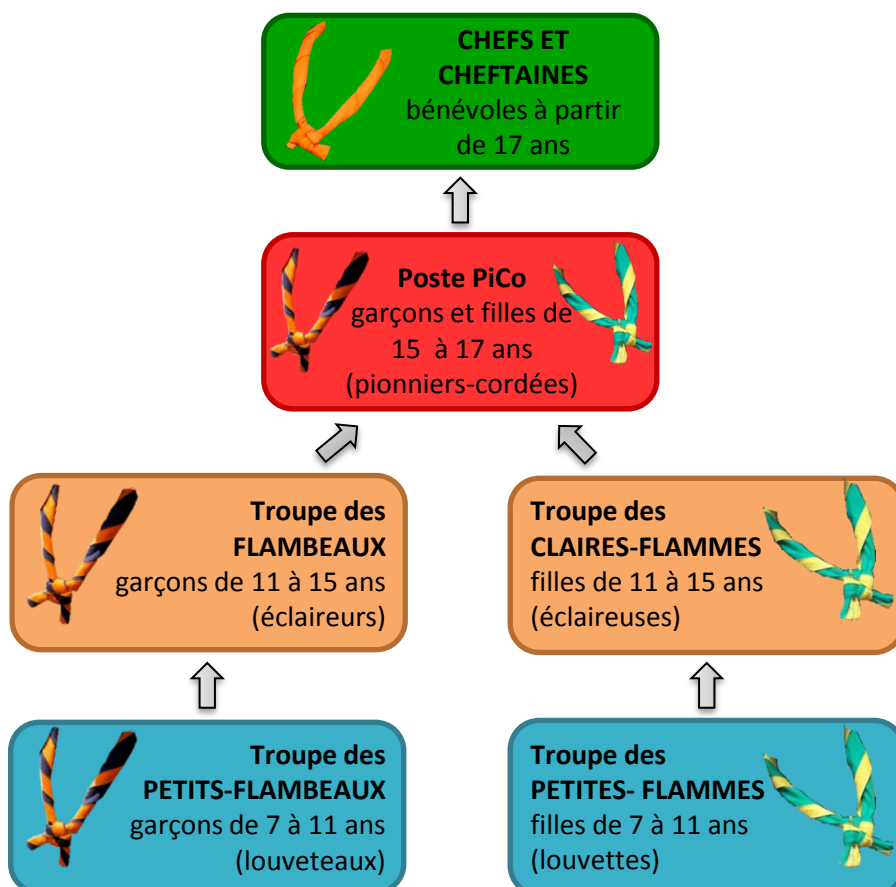 CHEFS ET
CHEFTAINES
bénévoles à partir
de 17 ans
Poste PiCo
garçons et filles de
15 à 17 ans
(pionniers-cordées)
Troupe des
FLAMBEAUX
garçons de 11 à 15 ans
(éclaireurs)
Troupe des
CLAIRES-FLAMMES
filles de 11 à 15 ans
(éclaireuses)
Troupe des
PETITS-FLAMBEAUX
garçons de 7 à 11 ans
(louveteaux)
Troupe des
PETITES- FLAMMES
filles de 7 à 11 ans
(louvettes)